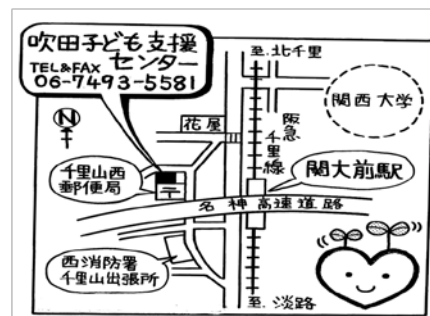 吹田子ども支援
センター
TEL&FAX
06-7493-5581
至.北千里
関西大学
N
花屋
阪急
千里線
千里山西
郵便局
〒
関大前駅
名神高速道路
西消防署
千里山出張所
至.淡路